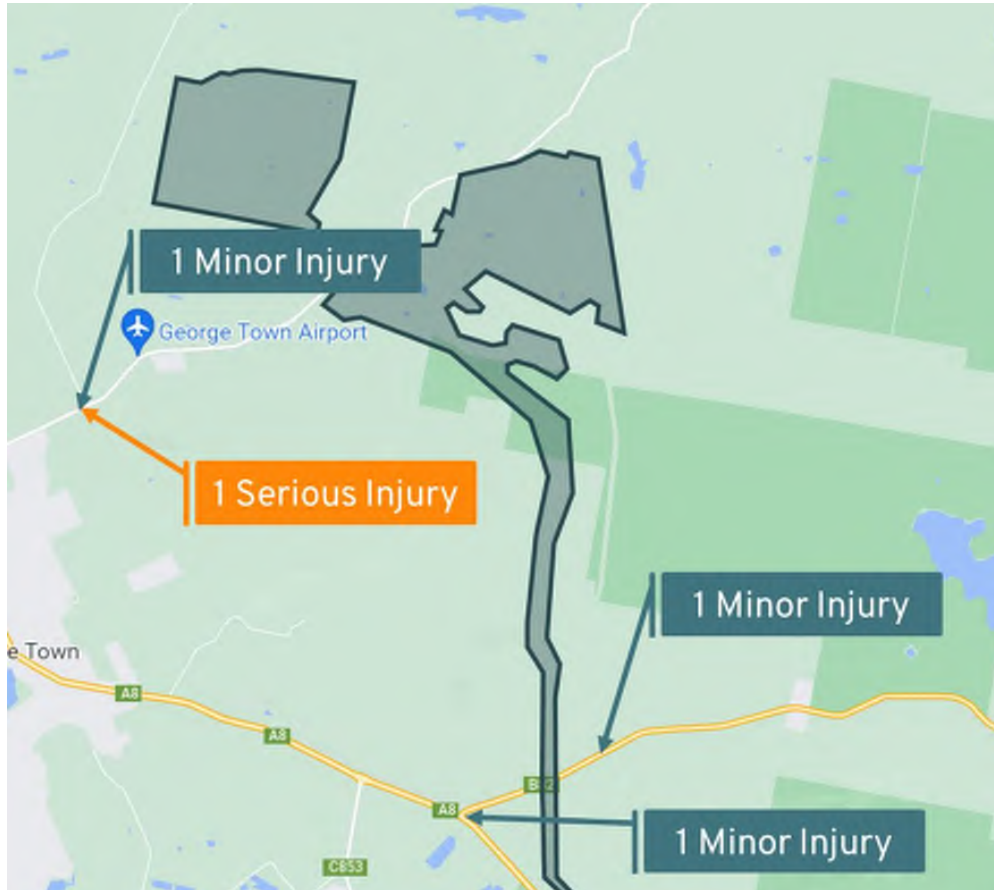 1 Minor Injury
George Town Airport
1 Serious Injury
1 Minor Injury
e Town
A8
A8
A8
1 Minor Injury
C853